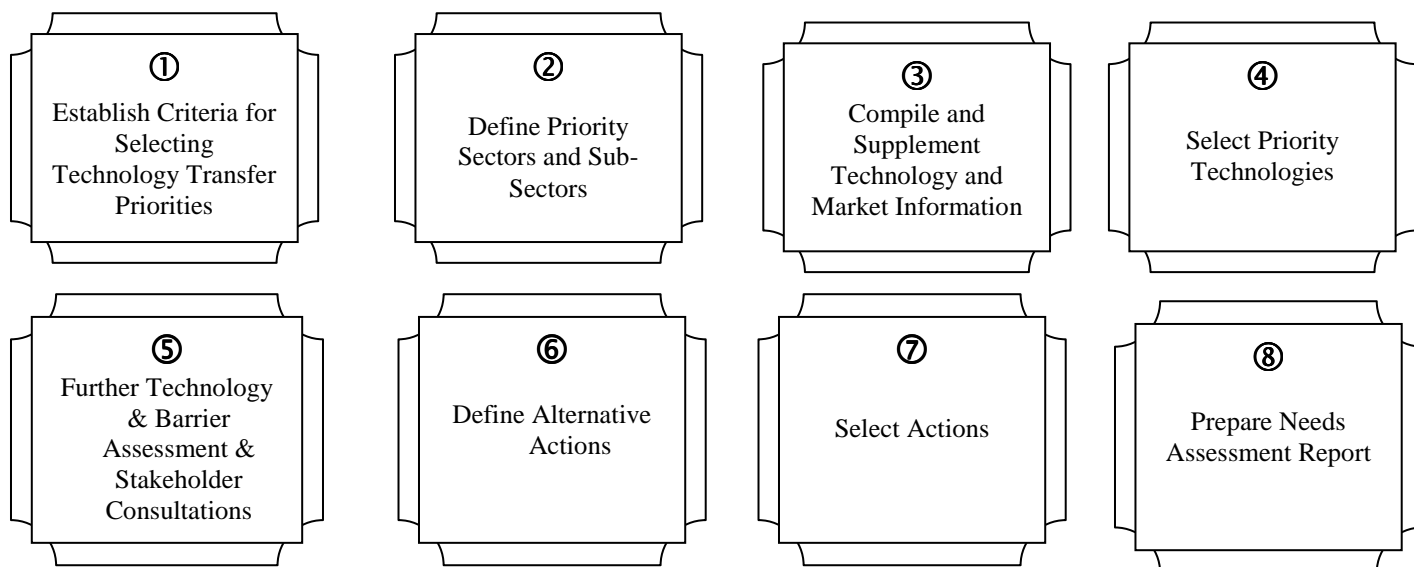 ①
Establish Criteria for
Selecting
Technology Transfer
Priorities
②
Define Priority
Sectors and Sub-
Sectors
③
Compile and
Supplement
Technology and
Market Information
④
Select Priority
Technologies
⑤
Further Technology
& Barrier
Assessment &
Stakeholder
Consultations
⑥
Define Alternative
Actions
⑦
Select Actions
⑧
Prepare Needs
Assessment Report